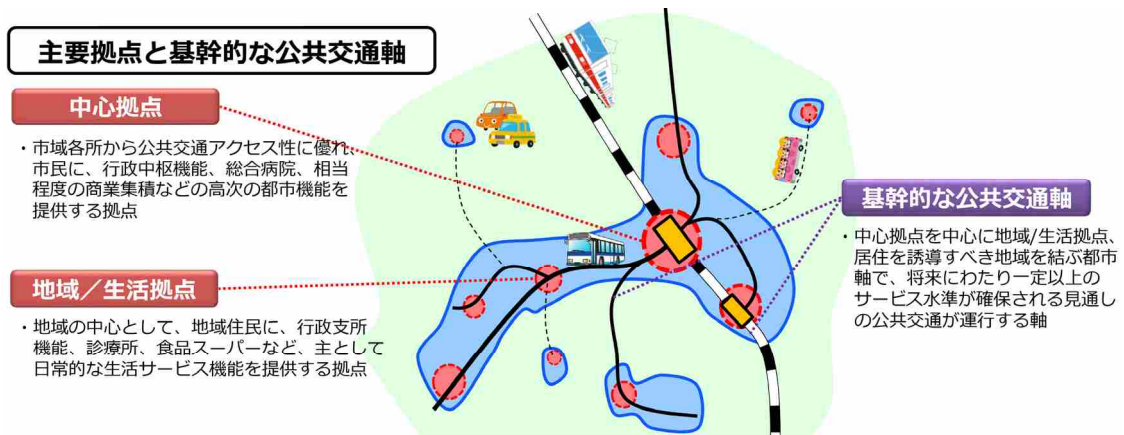 主要拠点と基幹的な公共交通軸
中心拠点
・市域各所から公共交通アクセス性に優れ、
市民に、行政中枢機能、総合病院、相当
程度の商業集積などの高次の都市機能を
提供する拠点
地域／生活拠点
・地域の中心として、地域住民に、行政支所
機能、診療所、食品スーパーなど、主として
日常的な生活サービス機能を提供する拠点
基幹的な公共交通軸
・中心拠点を中心に地域/生活拠点、
居住を誘導すべき地域を結ぶ都市
軸で、将来にわたり一定以上の
サービス水準が確保される見通し
の公共交通が運行する軸